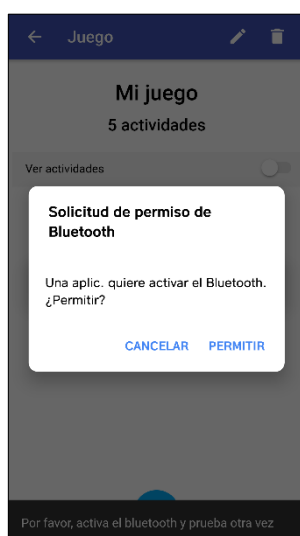 Juego
Mi juego
5 actividades
Ver actividades
Solicitud de permiso de
Bluetooth
Una aplic. quiere activar el Bluetooth.
¿Permitir?
CANCELAR PERMITIR
Por favor, activa el bluetooth y prueba otra vez